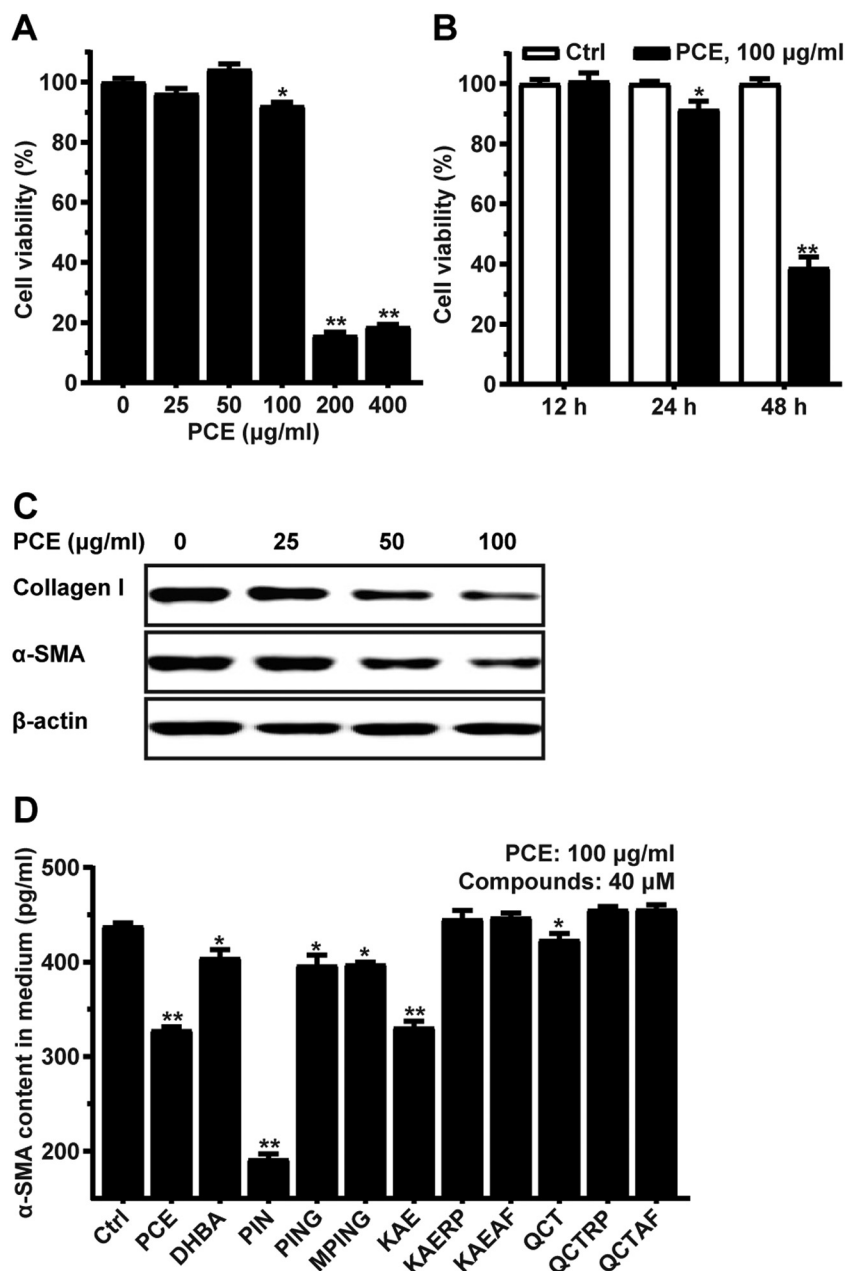 A
Cell viability (%)
100
80
60
40
20
0
*
**
**
0 25 50 100 200 400
PCE (µg/ml)
B
Ctrl PCE, 100 µg/ml
Cell viability (%)
100
80
60
40
20
0
*
**
12 h 24 h 48 h
C
PCE (µg/ml) 0 25 50 100
Collagen I
α-SMA
β-actin
D
PCE: 100 µg/ml
Compounds: 40 µM
α-SMA content in medium (pg/ml)
500
400
300
200
**
*
**
*
*
**
*
Ctrl PCE DHBA PIN PING MPING KAE KAERP KAEAF QCT QCTRP QCTAF